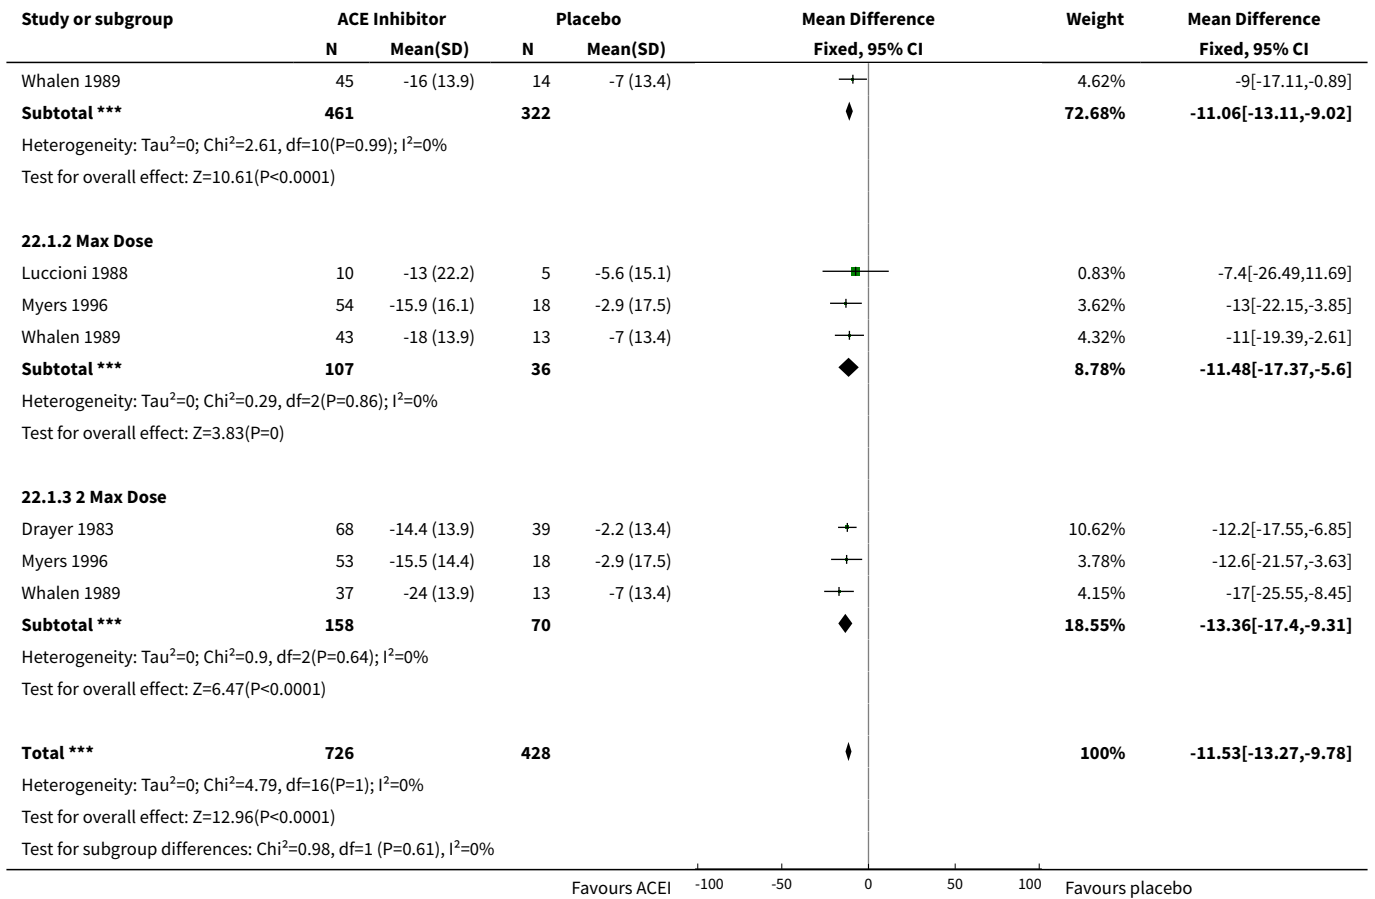 Study or subgroup ACE Inhibitor Placebo Mean Difference Weight Mean Difference
N Mean(SD) N Mean(SD) Fixed, 95% CI Fixed, 95% CI
Whalen 1989 45 -16 (13.9) 14 -7 (13.4) 4.62% -9[-17.11,-0.89]
Subtotal *** 461 322 72.68% -11.06[-13.11,-9.02]
Heterogeneity: Tau²=0; Chi²=2.61, df=10(P=0.99); I²=0%
Test for overall effect: Z=10.61(P<0.0001)
22.1.2 Max Dose
Luccioni 1988 10 -13 (22.2) 5 -5.6 (15.1) 0.83% -7.4[-26.49,11.69]
Myers 1996 54 -15.9 (16.1) 18 -2.9 (17.5) 3.62% -13[-22.15,-3.85]
Whalen 1989 43 -18 (13.9) 13 -7 (13.4) 4.32% -11[-19.39,-2.61]
Subtotal *** 107 36 8.78% -11.48[-17.37,-5.6]
Heterogeneity: Tau²=0; Chi²=0.29, df=2(P=0.86); I²=0%
Test for overall effect: Z=3.83(P=0)
22.1.3 2 Max Dose
Drayer 1983 68 -14.4 (13.9) 39 -2.2 (13.4) 10.62% -12.2[-17.55,-6.85]
Myers 1996 53 -15.5 (14.4) 18 -2.9 (17.5) 3.78% -12.6[-21.57,-3.63]
Whalen 1989 37 -24 (13.9) 13 -7 (13.4) 4.15% -17[-25.55,-8.45]
Subtotal *** 158 70 18.55% -13.36[-17.4,-9.31]
Heterogeneity: Tau²=0; Chi²=0.9, df=2(P=0.64); I²=0%
Test for overall effect: Z=6.47(P<0.0001)
Total *** 726 428 100% -11.53[-13.27,-9.78]
Heterogeneity: Tau²=0; Chi²=4.79, df=16(P=1); I²=0%
Test for overall effect: Z=12.96(P<0.0001)
Test for subgroup differences: Chi²=0.98, df=1 (P=0.61), I²=0%
Favours ACEI -100 -50 0 50 100 Favours placebo